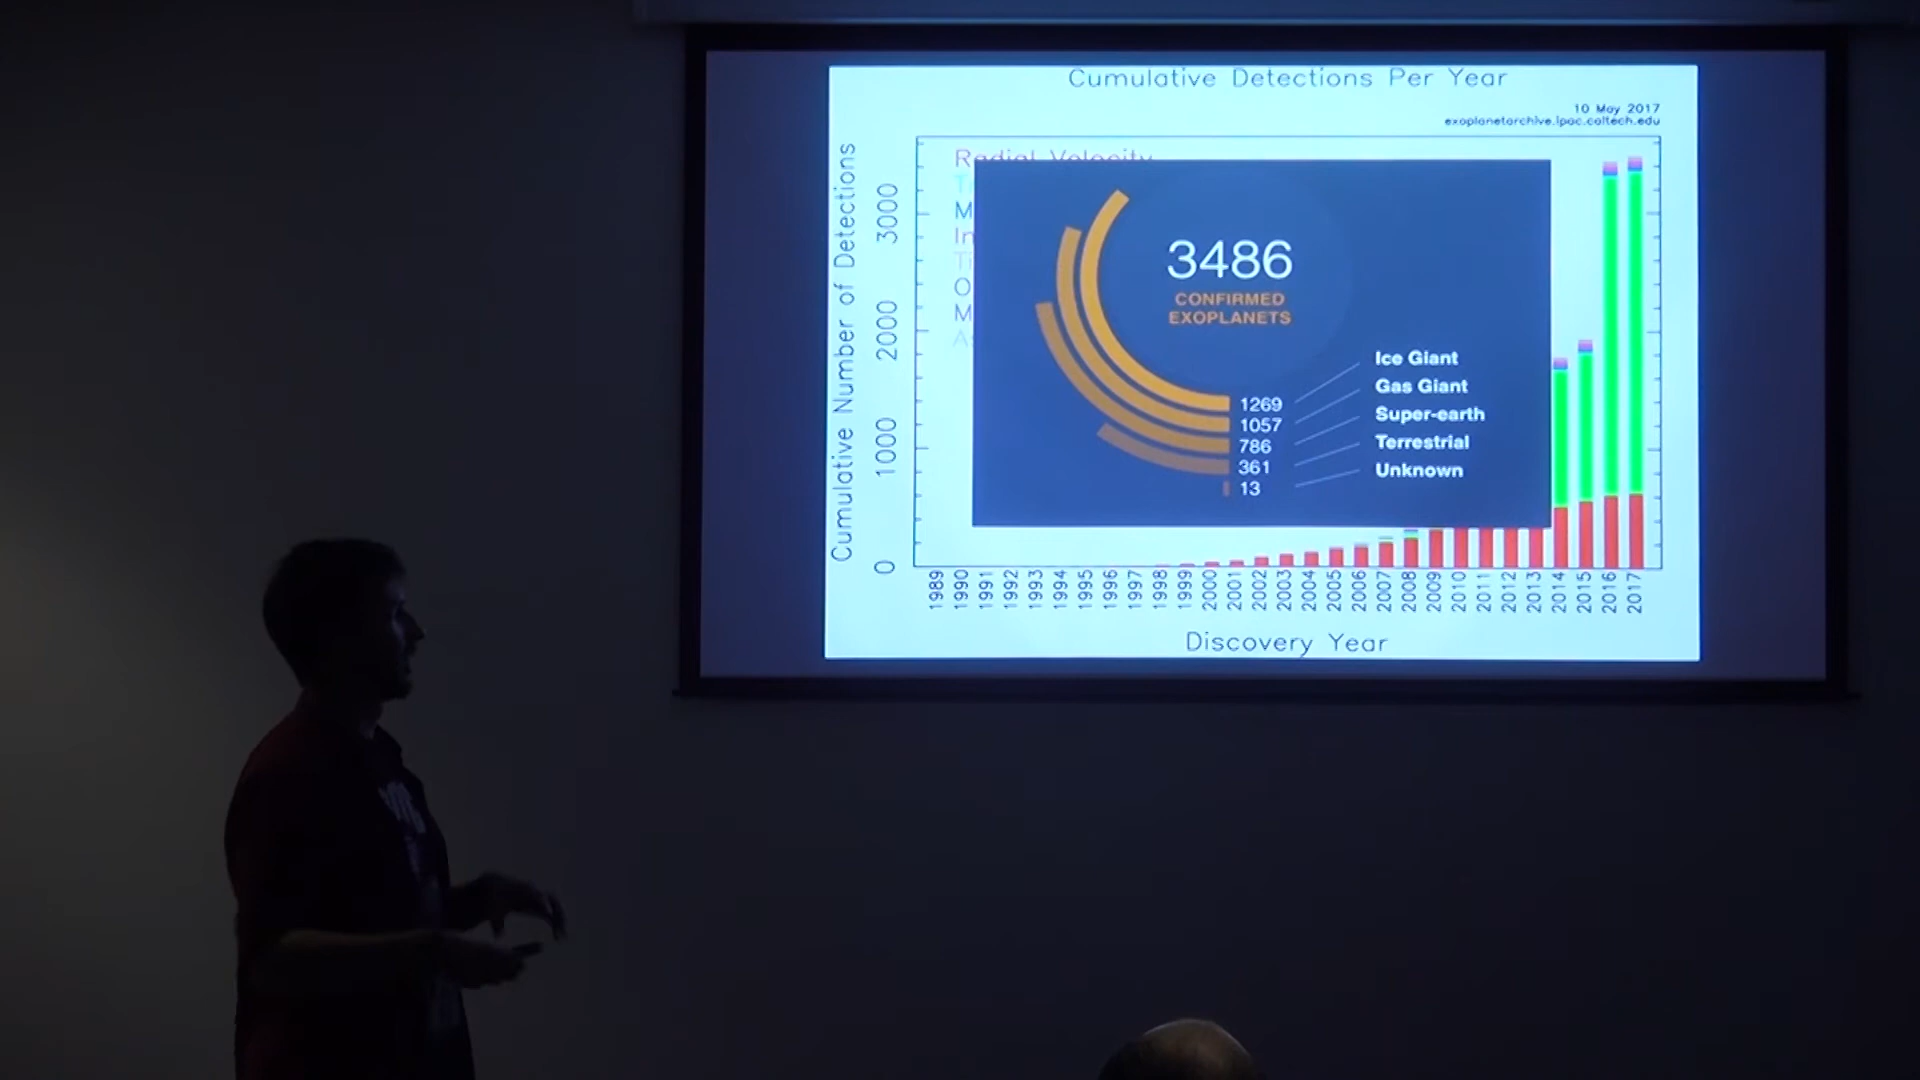 Cumulative Detections Per Year
10 May 2017
exoplanetarchive.ipac.caltech.edu
Cumulative Number of Detections
3000
2000
1000
0
Radial Velocity
3486
CONFIRMED
EXOPLANETS
1269 Ice Giant
1057 Gas Giant
786 Super-earth
361 Terrestrial
13 Unknown
1989 1990 1991 1992 1993 1994 1995 1996 1997 1998 1999 2000 2001 2002 2003 2004 2005 2006 2007 2008 2009 2010 2011 2012 2013 2014 2015 2016 2017
Discovery Year